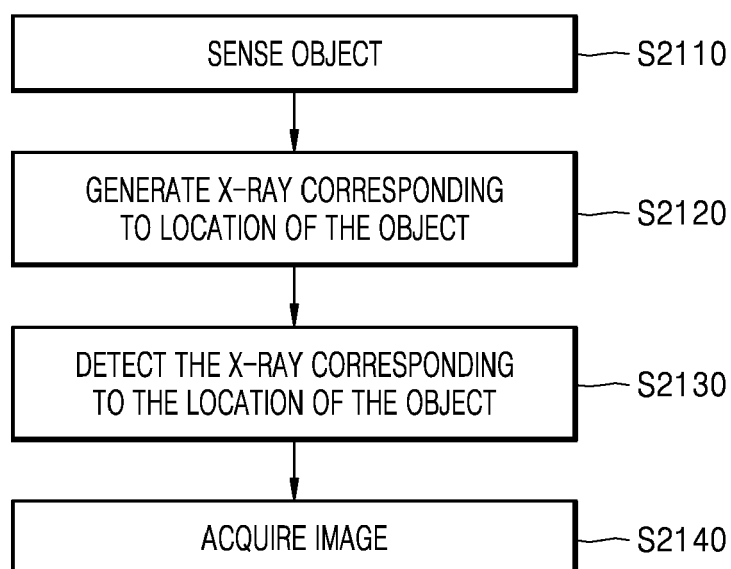 SENSE OBJECT
S2110
GENERATE X-RAY CORRESPONDING
TO LOCATION OF THE OBJECT
S2120
DETECT THE X-RAY CORRESPONDING
TO THE LOCATION OF THE OBJECT
S2130
ACQUIRE IMAGE
S2140